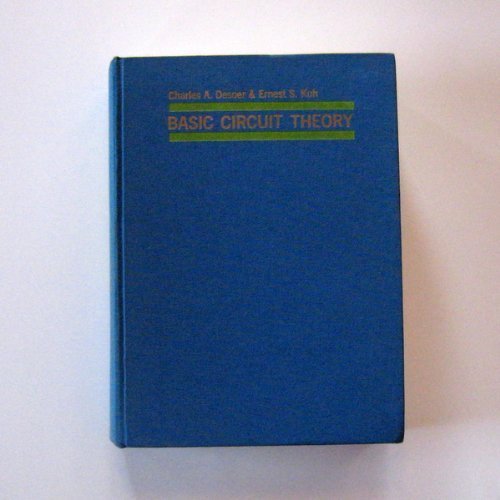 Charles A. Desoer & Ernest S. Kuh
BASIC CIRCUIT THEORY